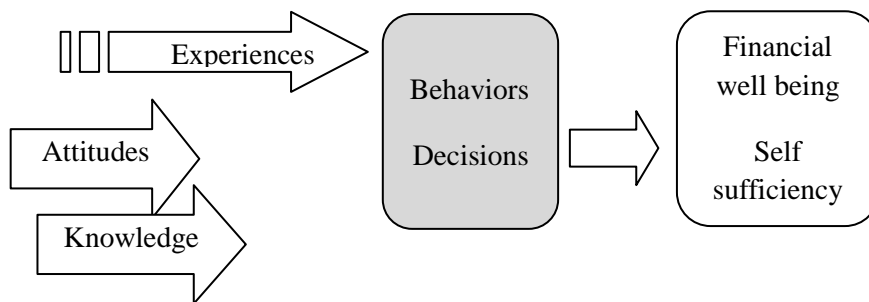 Experiences
Attitudes
Knowledge
Behaviors
Decisions
Financial
well being
Self
sufficiency